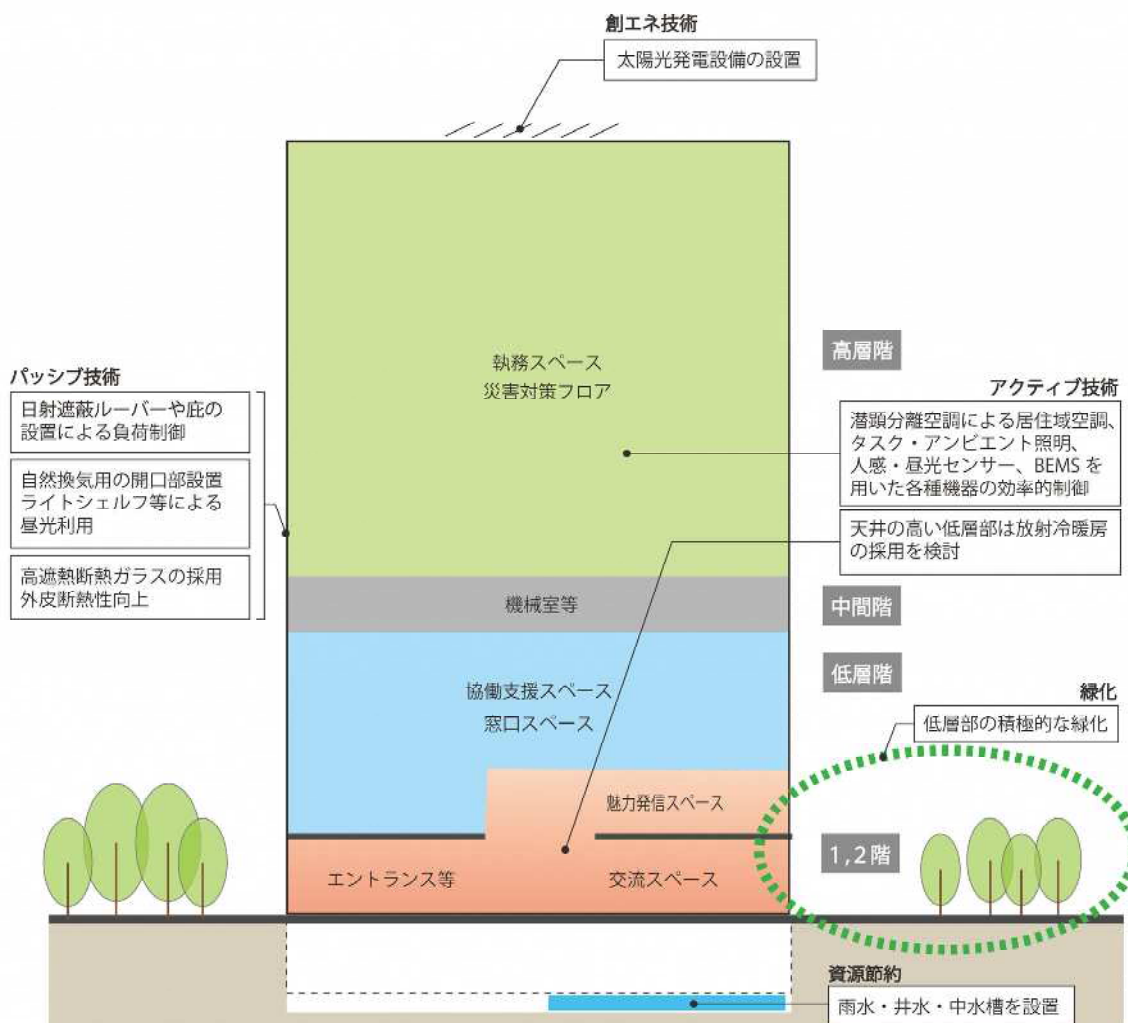 創エネ技術
太陽光発電設備の設置
高層階
執務スペース
災害対策フロア
パッシブ技術
日射遮蔽ルーバーや庇の
設置による負荷制御
自然換気用の開口部設置
ライトシェルフ等による
昼光利用
高遮熱断熱ガラスの採用
外皮断熱性向上
アクティブ技術
潜顕分離空調による居住域空調、
タスク・アンビエント照明、
人感・昼光センサー、BEMS を
用いた各種機器の効率的制御
天井の高い低層部は放射冷暖房
の採用を検討
機械室等
中間階
低層階
協働支援スペース
窓口スペース
緑化
低層部の積極的な緑化
魅力発信スペース
1,2階
エントランス等
交流スペース
資源節約
雨水・井水・中水槽を設置